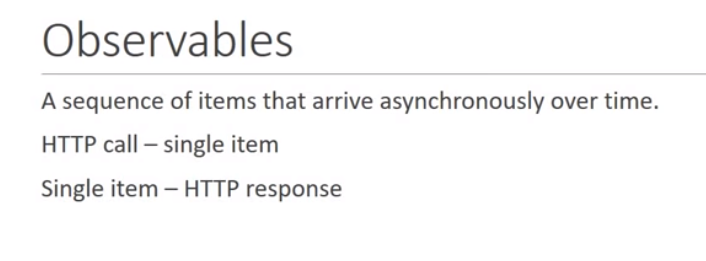 Observables
A sequence of items that arrive asynchronously over time.
HTTP call – single item
Single item – HTTP response